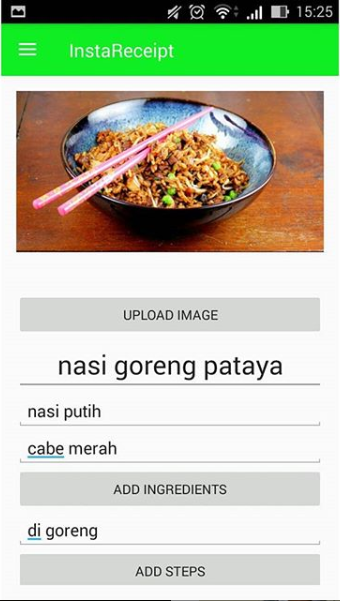 15:25
InstaReceipt
UPLOAD IMAGE
nasi goreng pataya
nasi putih
cabe merah
ADD INGREDIENTS
di goreng
ADD STEPS